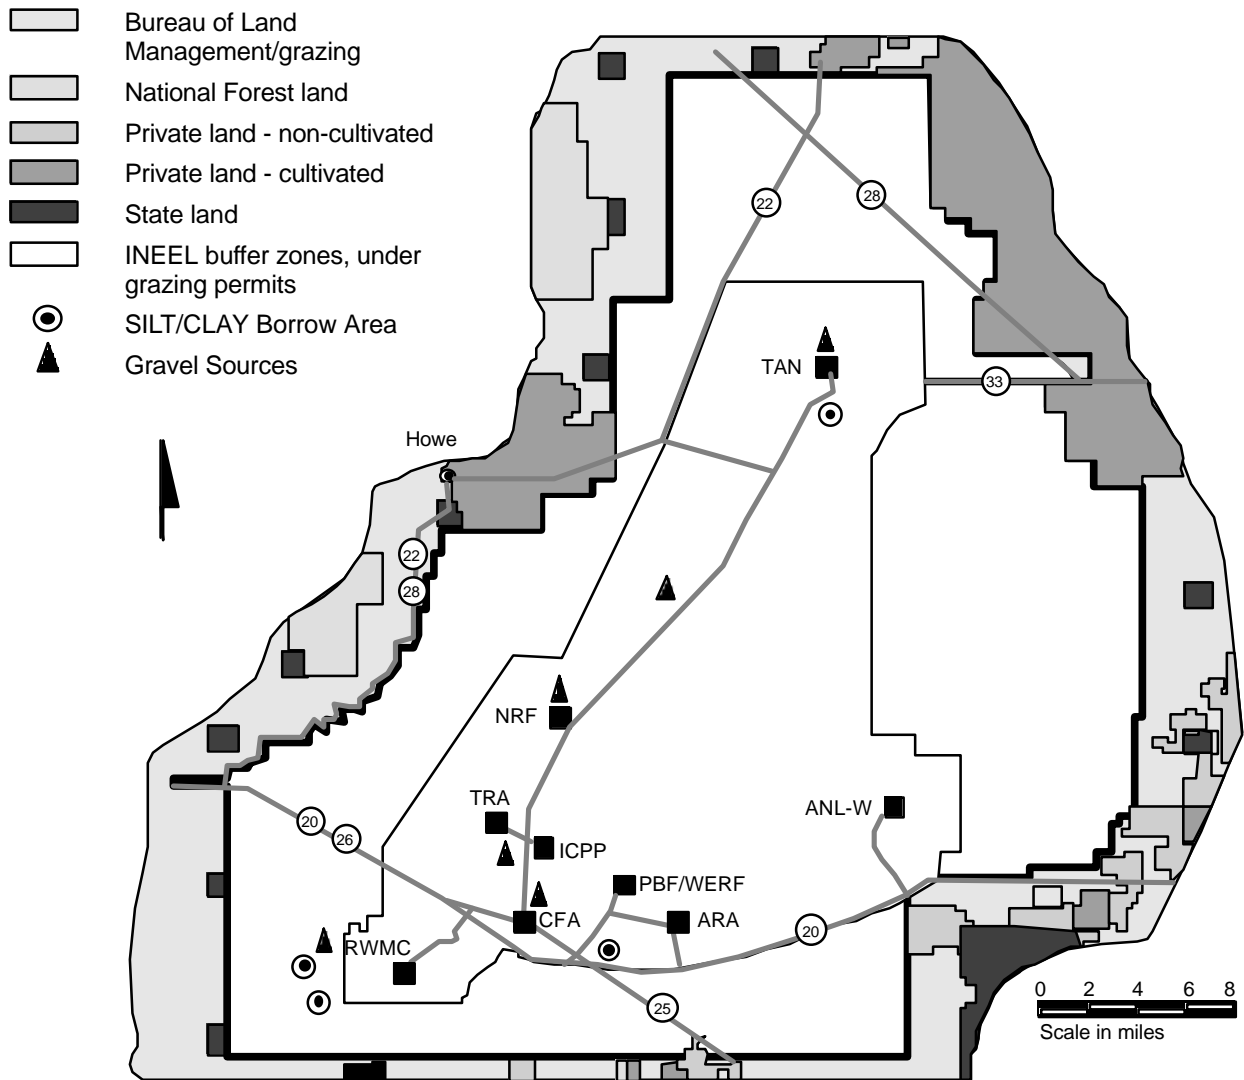 Bureau of Land
Management/grazing
National Forest land
Private land - non-cultivated
Private land - cultivated
State land
INEEL buffer zones, under
grazing permits
SILT/CLAY Borrow Area
Gravel Sources
22
28
TAN
33
Howe
22
28
NRF
TRA
ANL-W
20
26
ICPP
PBF/WERF
CFA
ARA
20
RWMC
25
0 2 4 6 8
Scale in miles